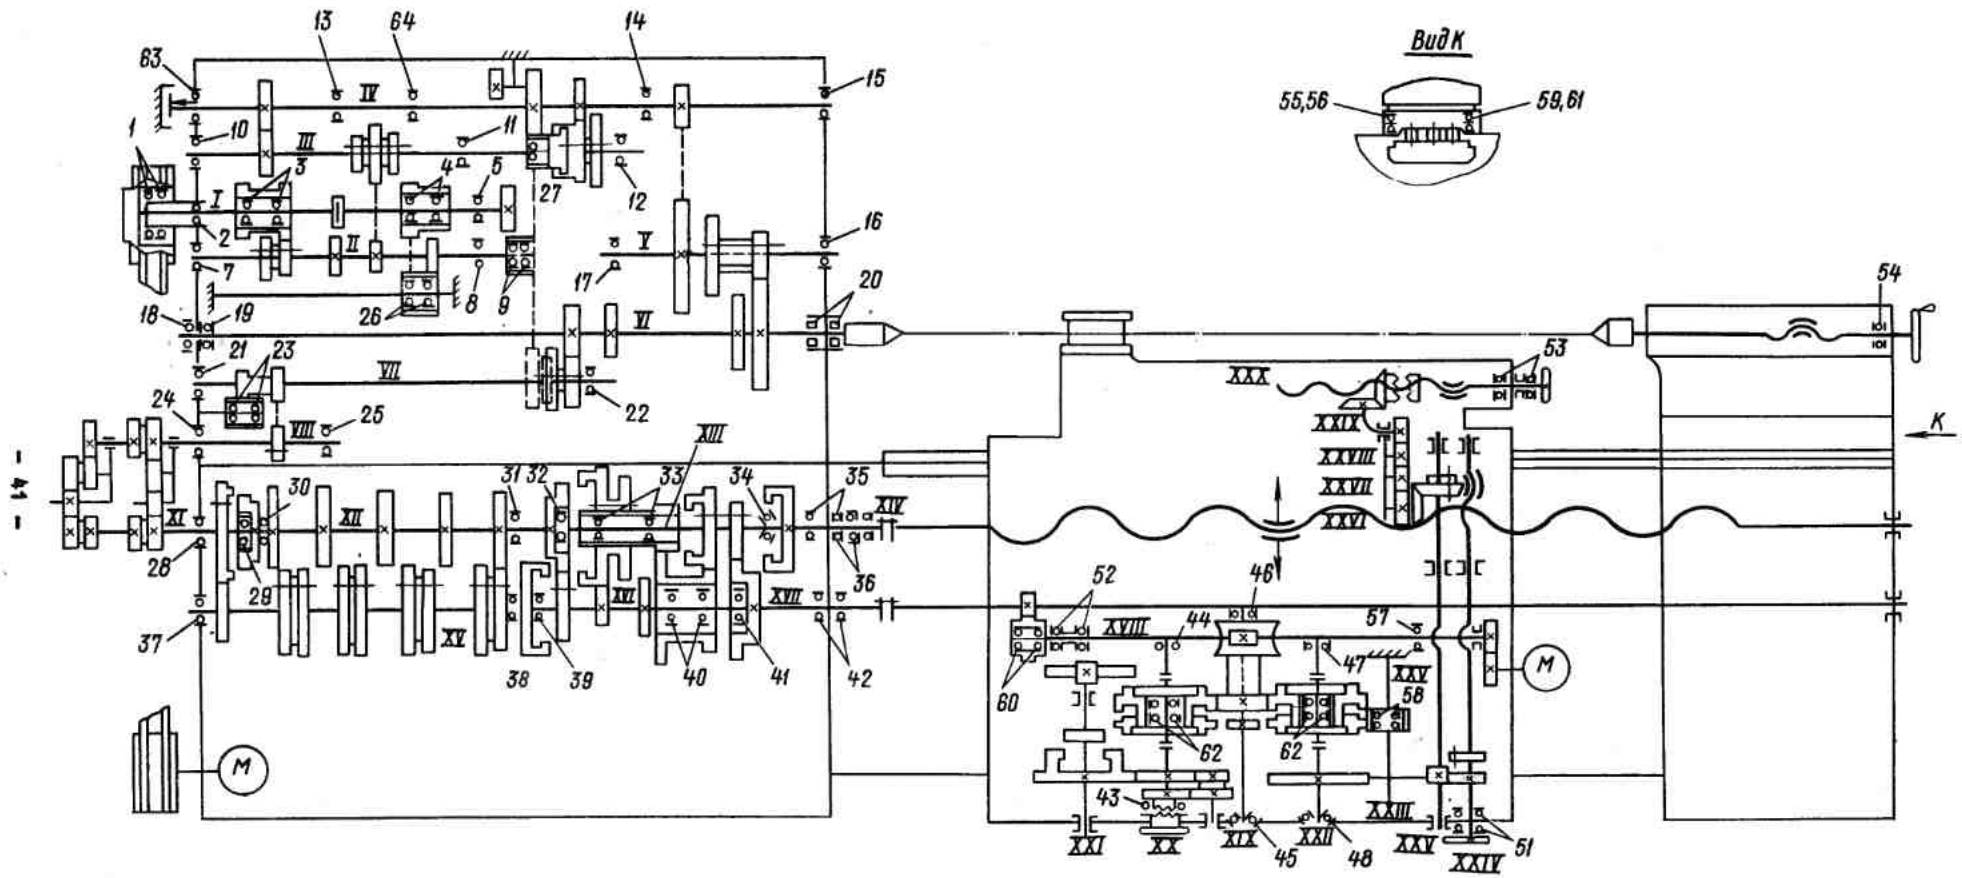 13 64 14 Вид К
63 15
55,56 59,61
IV
1 10 III 11
3 4 5 27 12
I
2 II 16
V
7 8 9 17
26
18 19 VI 20 54
21 23 VII 22 53
XXX
24 VIII 25 XIII XXIX К
XXVIII
30 31 32 33 34 35 XIV XXVII
XI XII XXVI
28 29 36
52 46
37 XV XVI XVII XVIII 44 57
38 39 40 41 42 47 XXV
60 58 М
62 62
М
43 XXIII
XXI XX XIX 45 XXII 48 XXV 51
XXIV
- 41 -